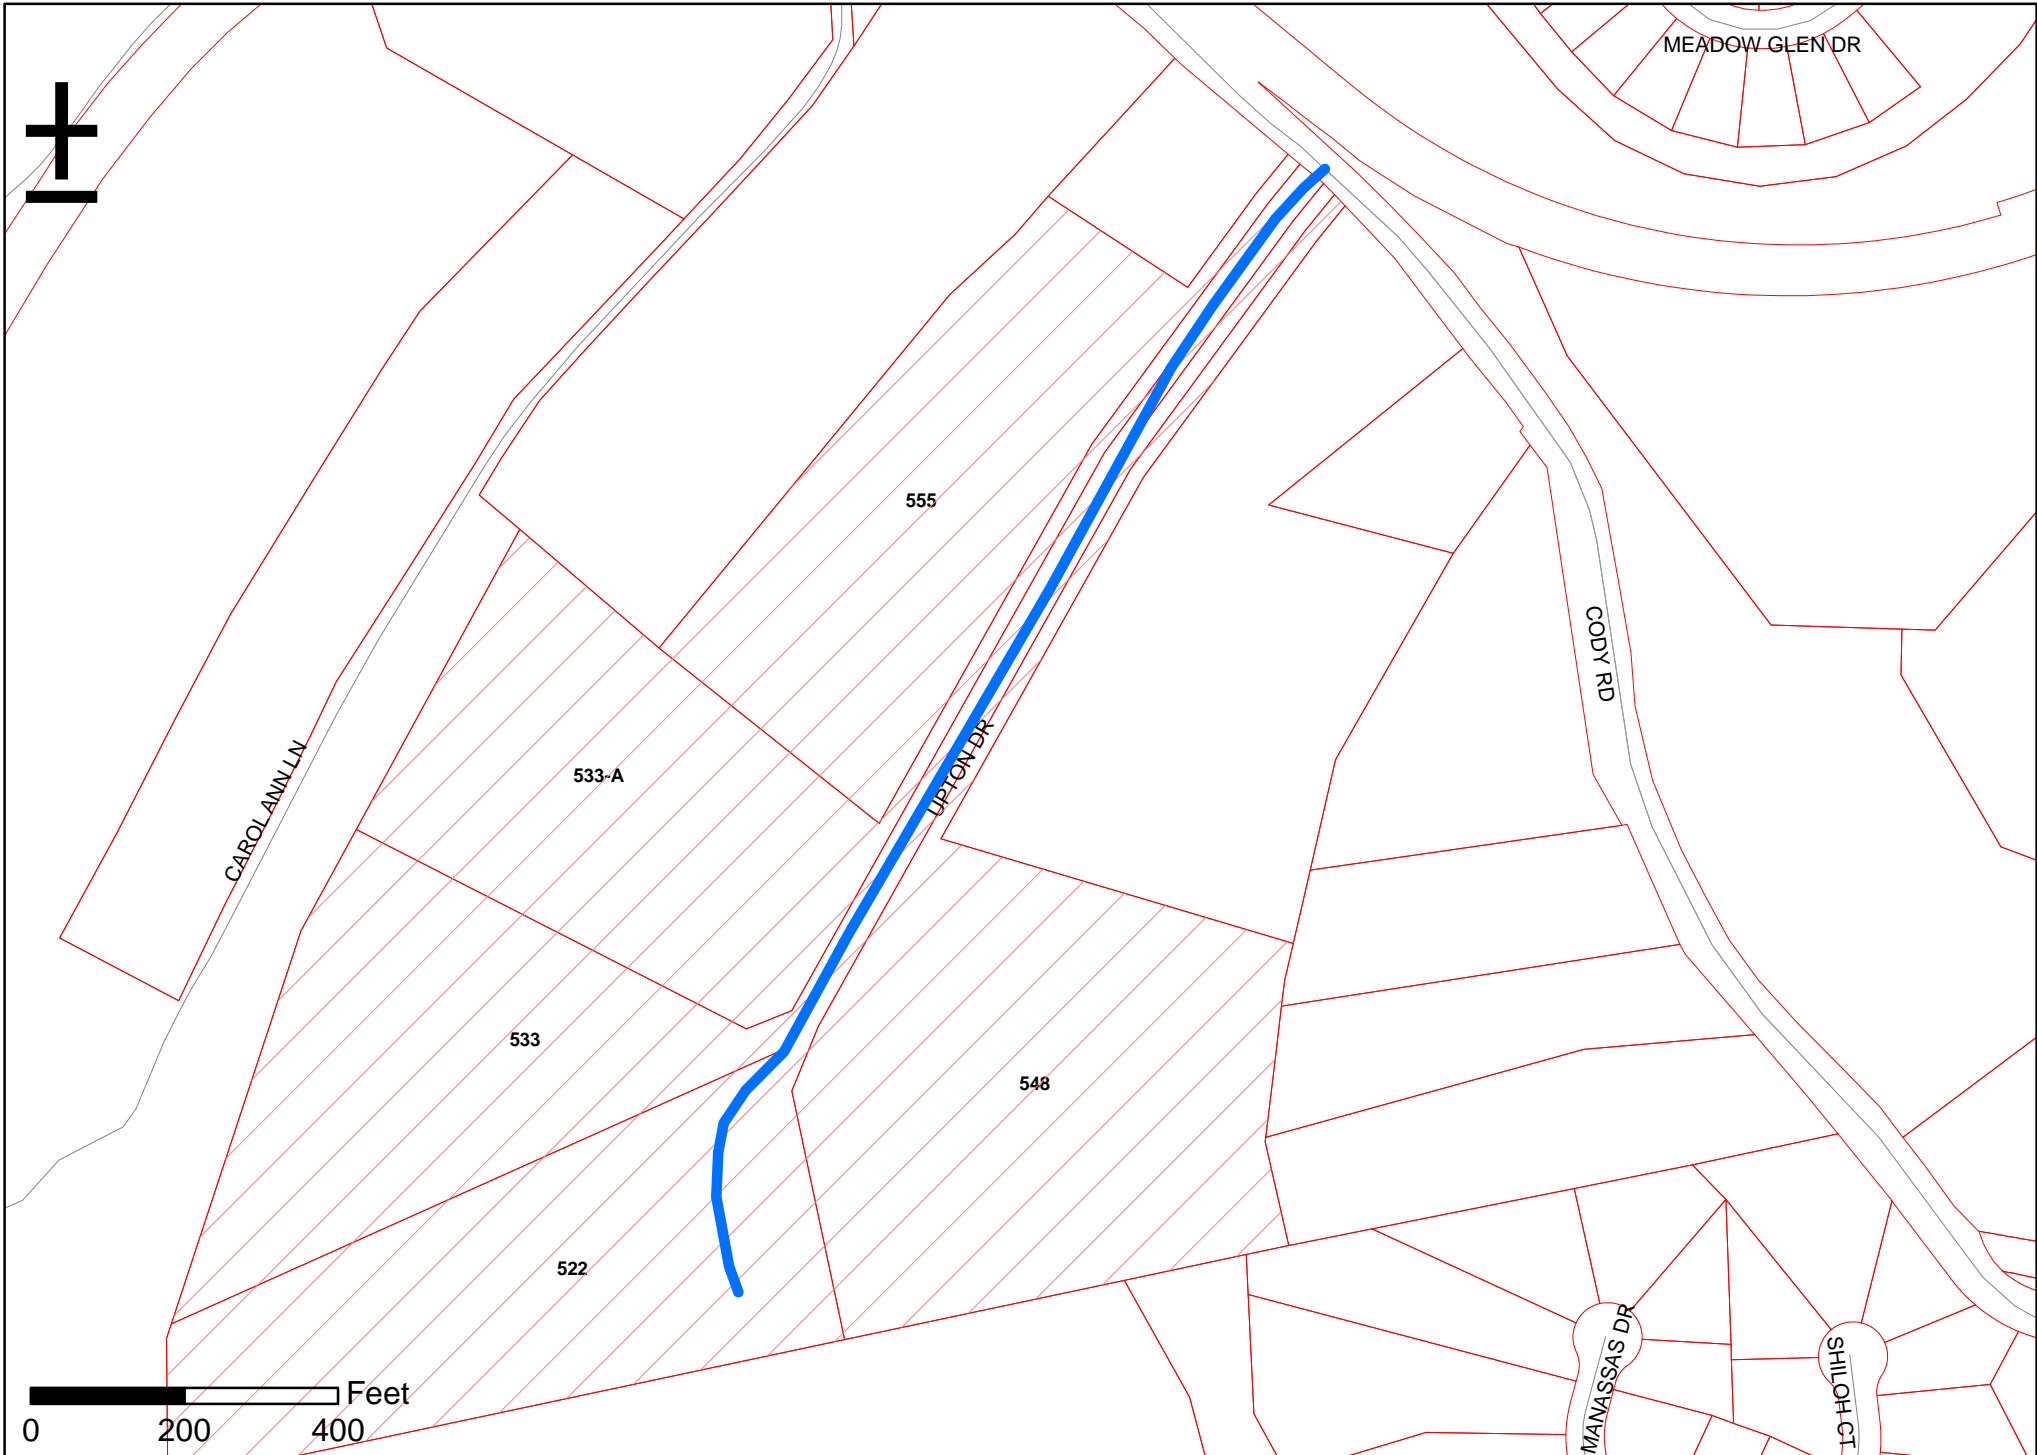 MEADOW GLEN DR
555
CODY RD
UPTON DR
533-A
CAROL ANN LN
533
548
522
MANASSAS DR
SHILOH CT
Feet
0 200 400